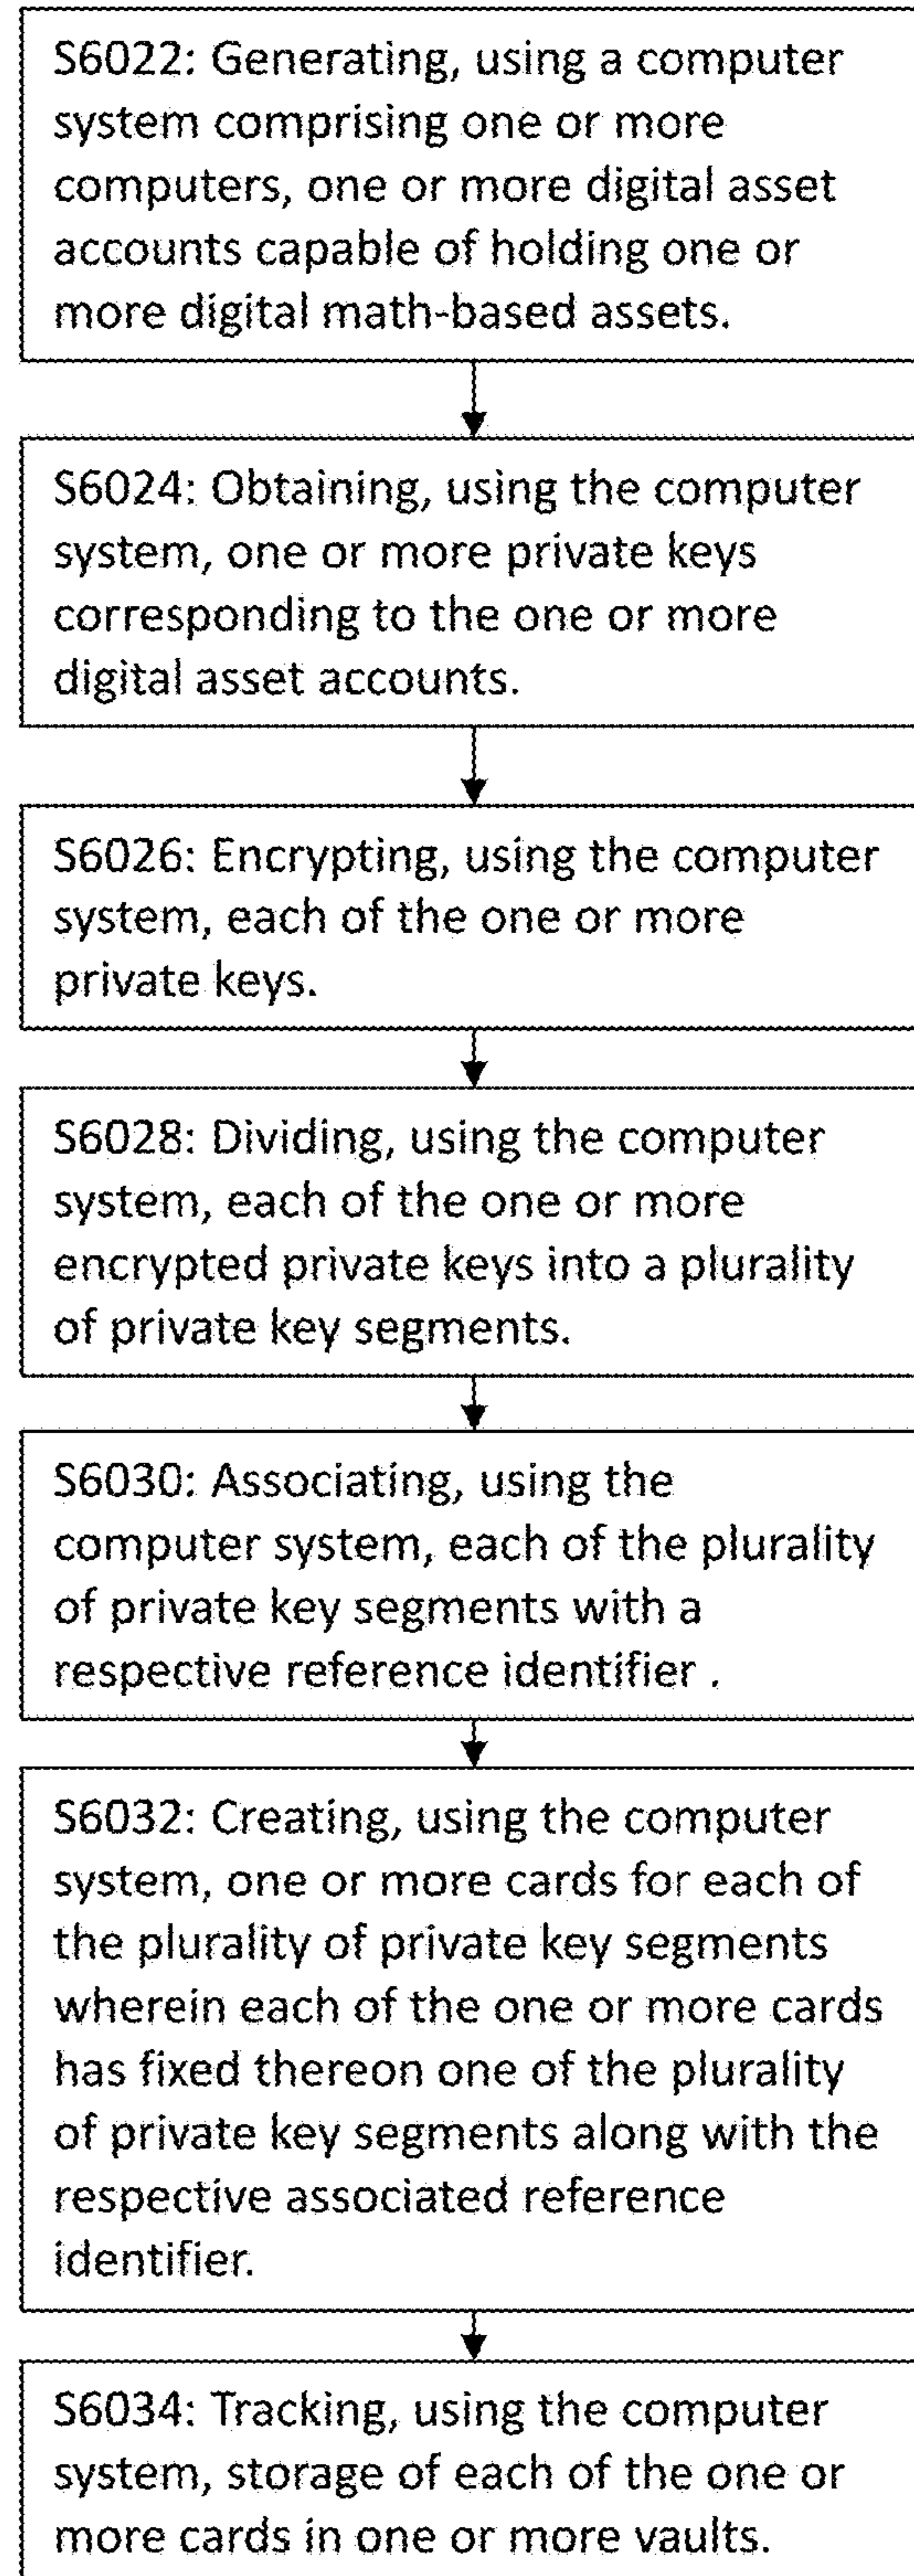 S6022: Generating, using a computer
system comprising one or more
computers, one or more digital asset
accounts capable of holding one or
more digital math-based assets.
S6024: Obtaining, using the computer
system, one or more private keys
corresponding to the one or more
digital asset accounts.
S6026: Encrypting, using the computer
system, each of the one or more
private keys.
S6028: Dividing, using the computer
system, each of the one or more
encrypted private keys into a plurality
of private key segments.
S6030: Associating, using the
computer system, each of the plurality
of private key segments with a
respective reference identifier .
S6032: Creating, using the computer
system, one or more cards for each of
the plurality of private key segments
wherein each of the one or more cards
has fixed thereon one of the plurality
of private key segments along with the
respective associated reference
identifier.
S6034: Tracking, using the computer
system, storage of each of the one or
more cards in one or more vaults.